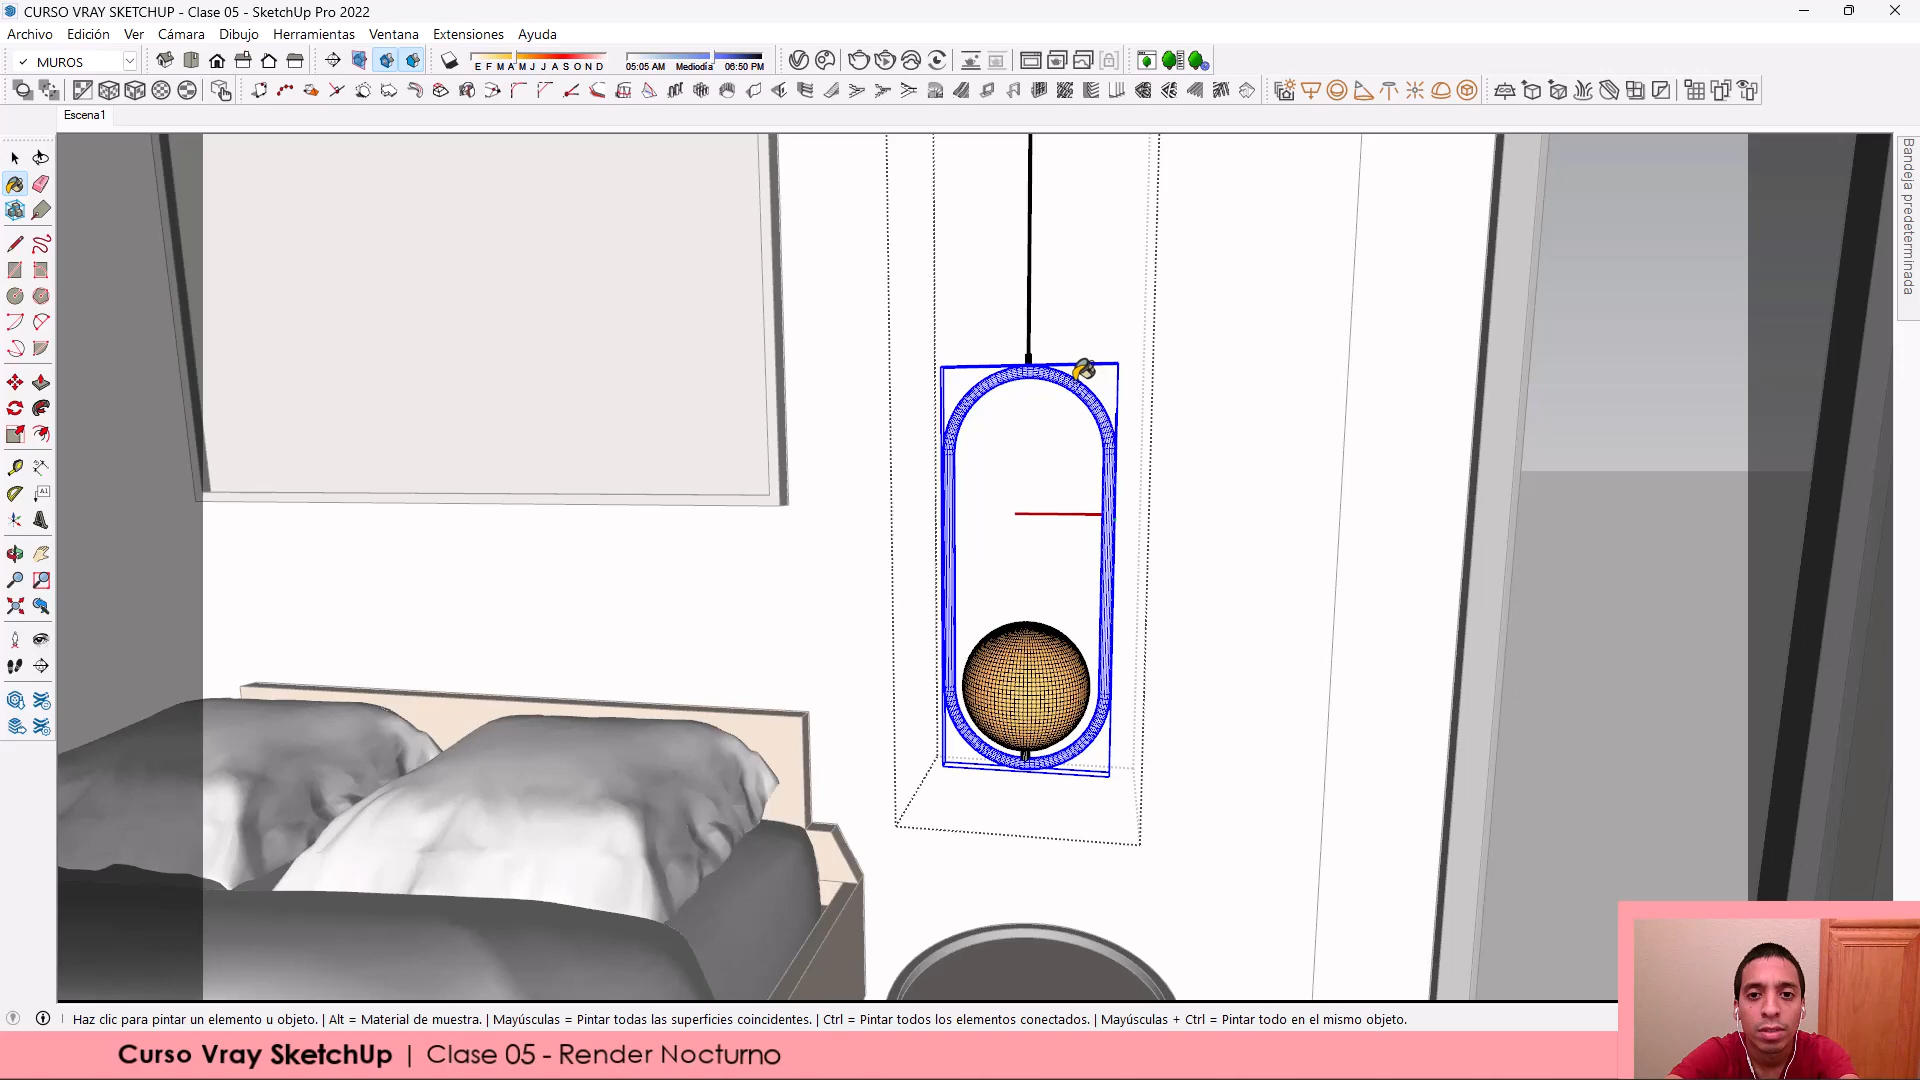 CURSO VRAY SKETCHUP - Clase 05 - SketchUp Pro 2022
Archivo Edición Ver Cámara Dibujo Herramientas Ventana Extensiones Ayuda
MUROS
E F M A M J J A S O N D
05:05 AM Mediodía 06:50 PM
Escena1
Bandeja predeterminada
A1
Haz clic para pintar un elemento u objeto. | Alt = Material de muestra. | Mayúsculas = Pintar todas las superficies coincidentes. | Ctrl = Pintar todos los elementos conectados. | Mayúsculas + Ctrl = Pintar todo en el mismo objeto.
Curso Vray SketchUp | Clase 05 - Render Nocturno